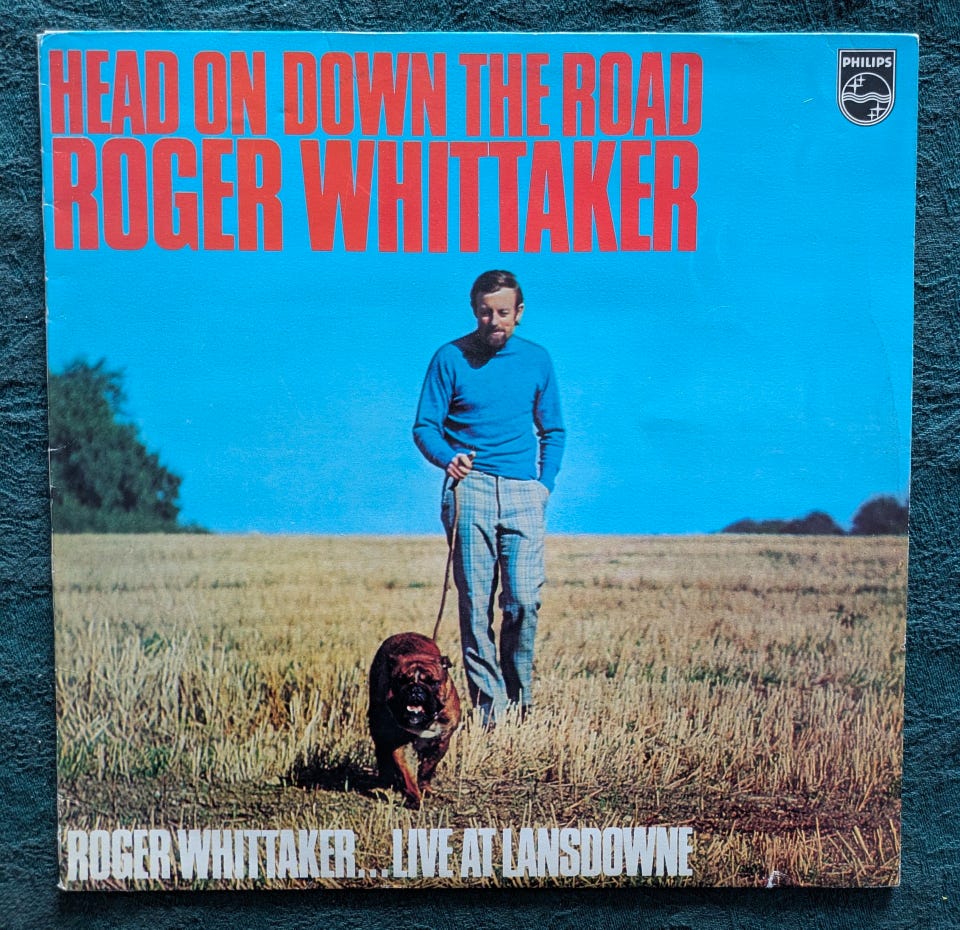 HEAD ON DOWN THE ROAD
PHILIPS
ROGER WHITTAKER
ROGER WHITTAKER...LIVE AT LANSDOWNE